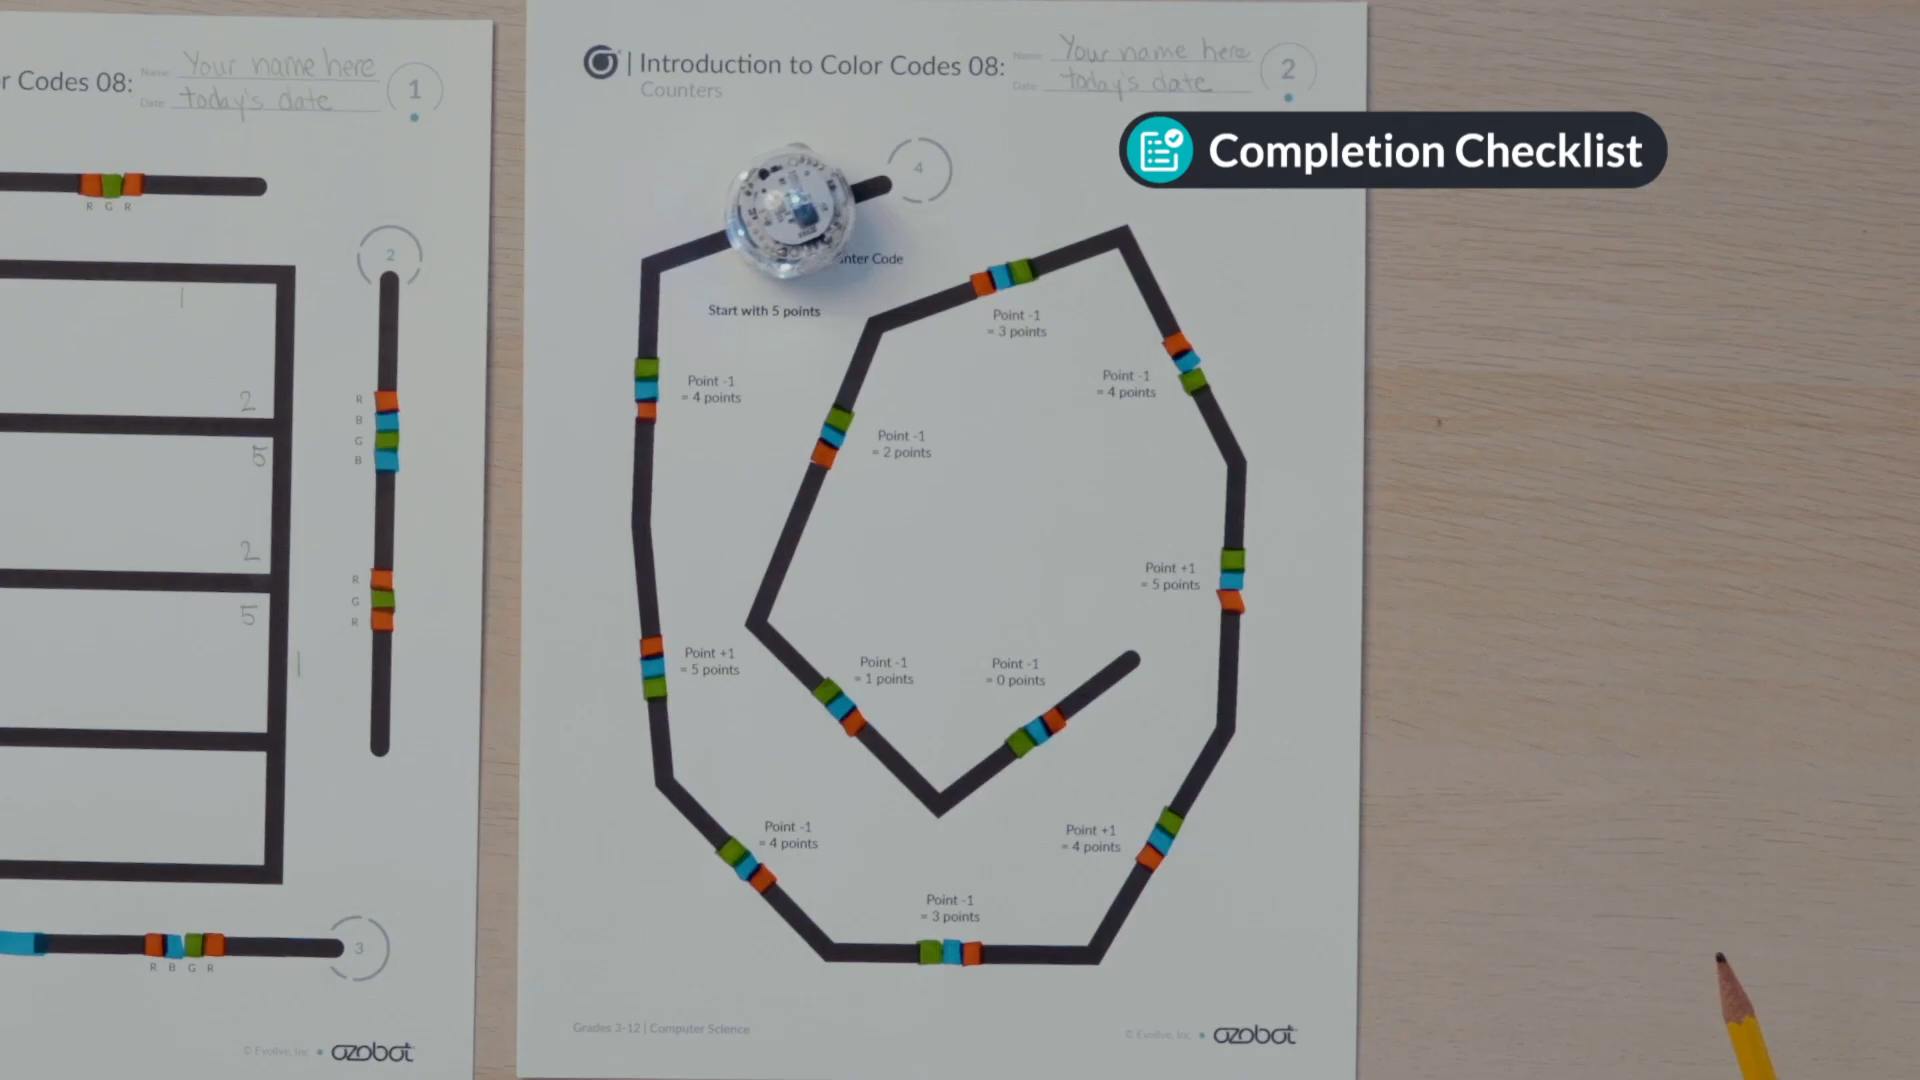 r Codes 08:
Name:
Your name here
Date:
today's date
1
R G R
2
1
2
5
2
5
1
R
B
G
B
R
G
R
3
R B G R
© Evollve, Inc.
ozobot
Introduction to Color Codes 08:
Counters
Name:
Your name here
Date:
today's date
2
Completion Checklist
4
nter Code
Start with 5 points
Point -1
= 3 points
Point -1
= 4 points
Point -1
= 4 points
Point -1
= 2 points
Point +1
= 5 points
Point +1
= 5 points
Point -1
= 1 points
Point -1
= 0 points
Point -1
= 4 points
Point +1
= 4 points
Point -1
= 3 points
Grades 3-12 | Computer Science
© Evollve, Inc.
ozobot